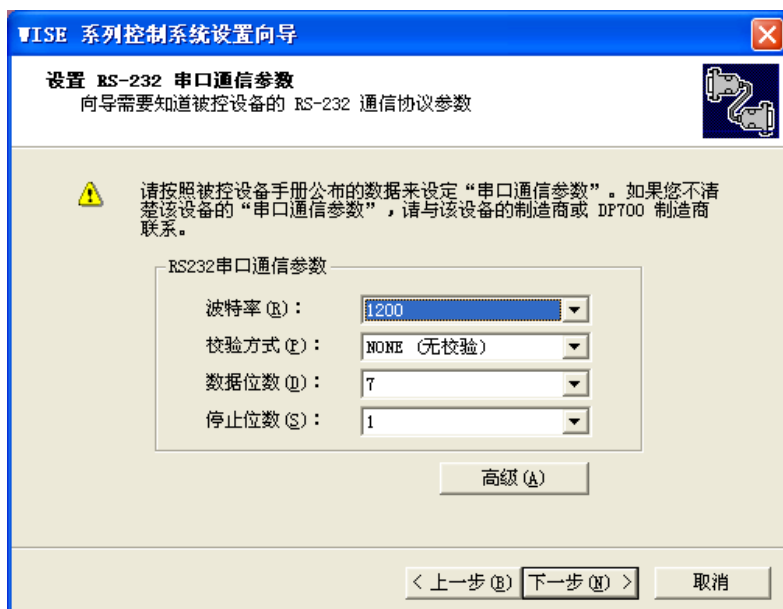 WISE 系列控制系统设置向导
设置 RS-232 串口通信参数
向导需要知道被控设备的 RS-232 通信协议参数
请按照被控设备手册公布的数据来设定“串口通信参数”。如果您不清
楚该设备的“串口通信参数”,请与该设备的制造商或 DP700 制造商
联系。
RS232串口通信参数
波特率(R): 1200
校验方式(P): NONE (无校验)
数据位数(D): 7
停止位数(S): 1
高级(A)
< 上一步(B) 下一步(N) > 取消